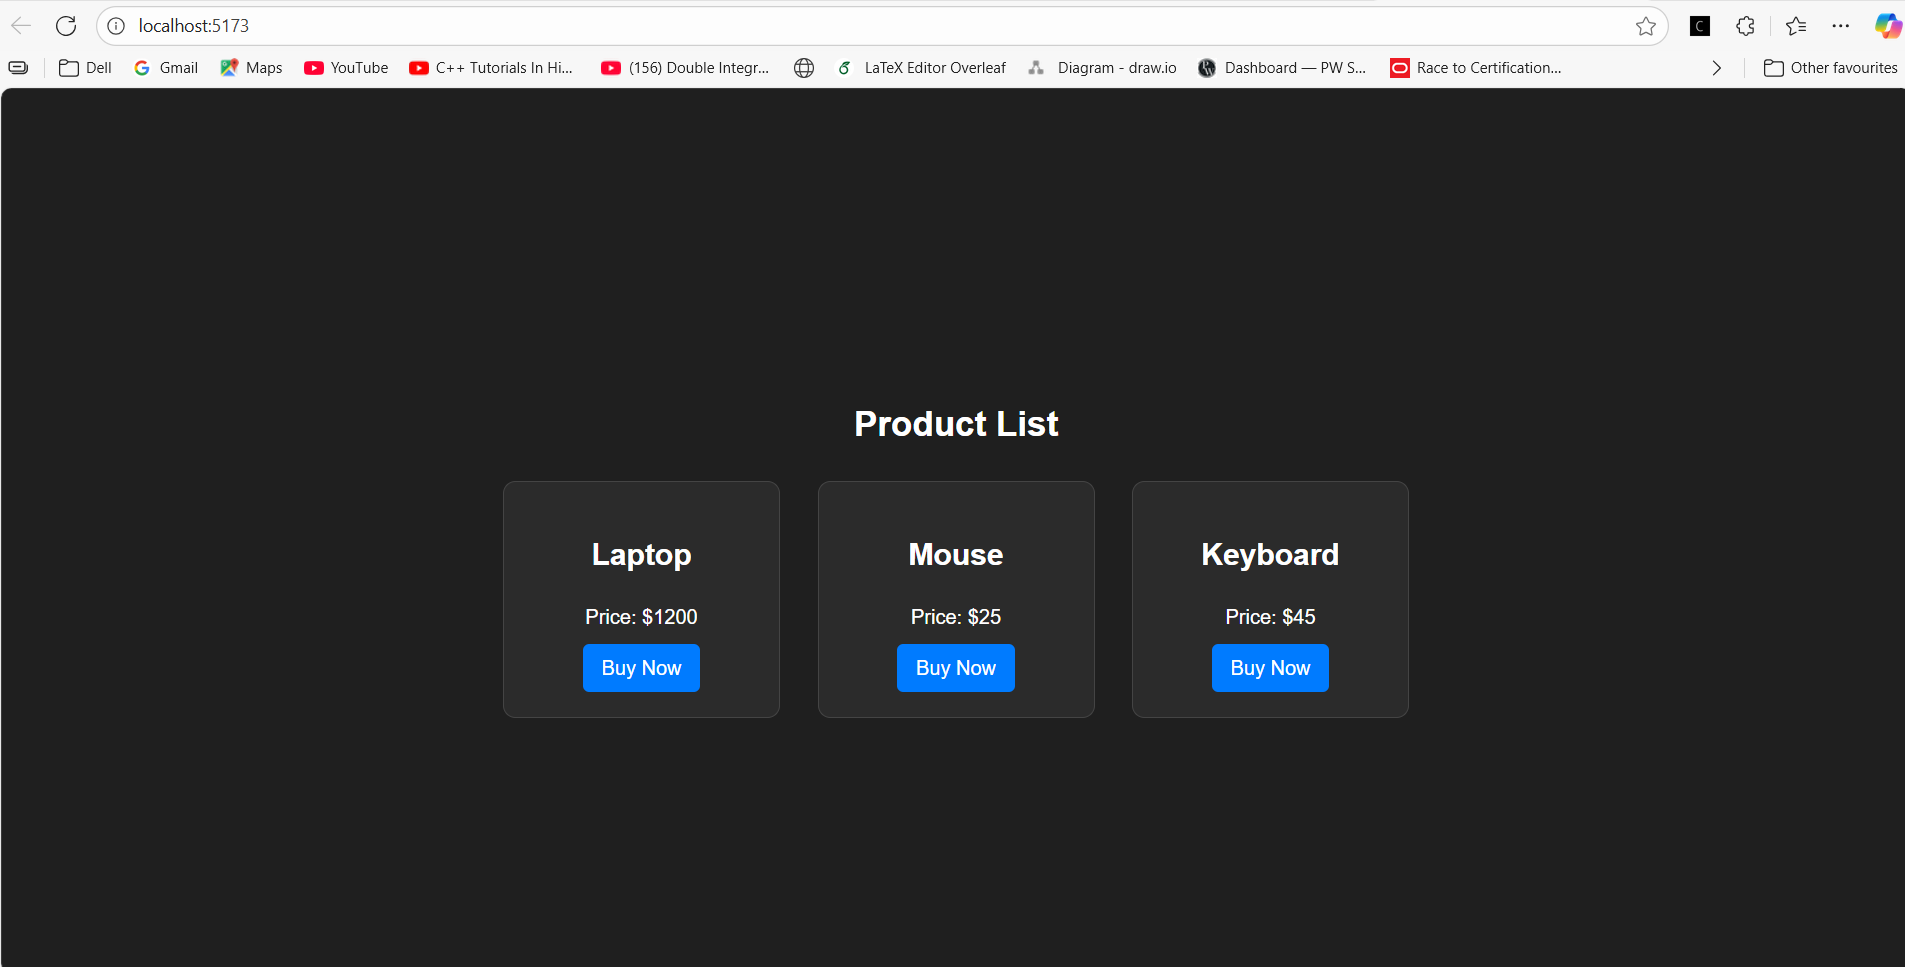 localhost:5173
Dell Gmail Maps YouTube C++ Tutorials In Hi... (156) Double Integr... LaTeX Editor Overleaf Diagram - draw.io Dashboard — PW S... Race to Certification... Other favourites
Product List
Laptop Mouse Keyboard
Price: $1200 Price: $25 Price: $45
Buy Now Buy Now Buy Now